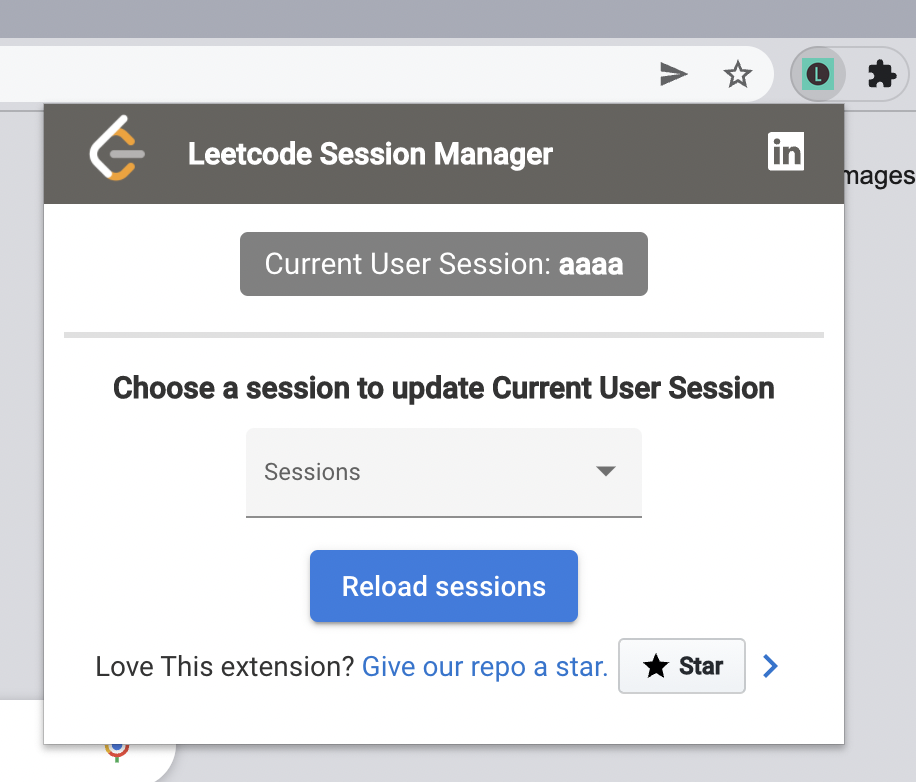 L
Leetcode Session Manager
in
mages
Current User Session: aaaa
Choose a session to update Current User Session
Sessions
Reload sessions
Love This extension? Give our repo a star. Star